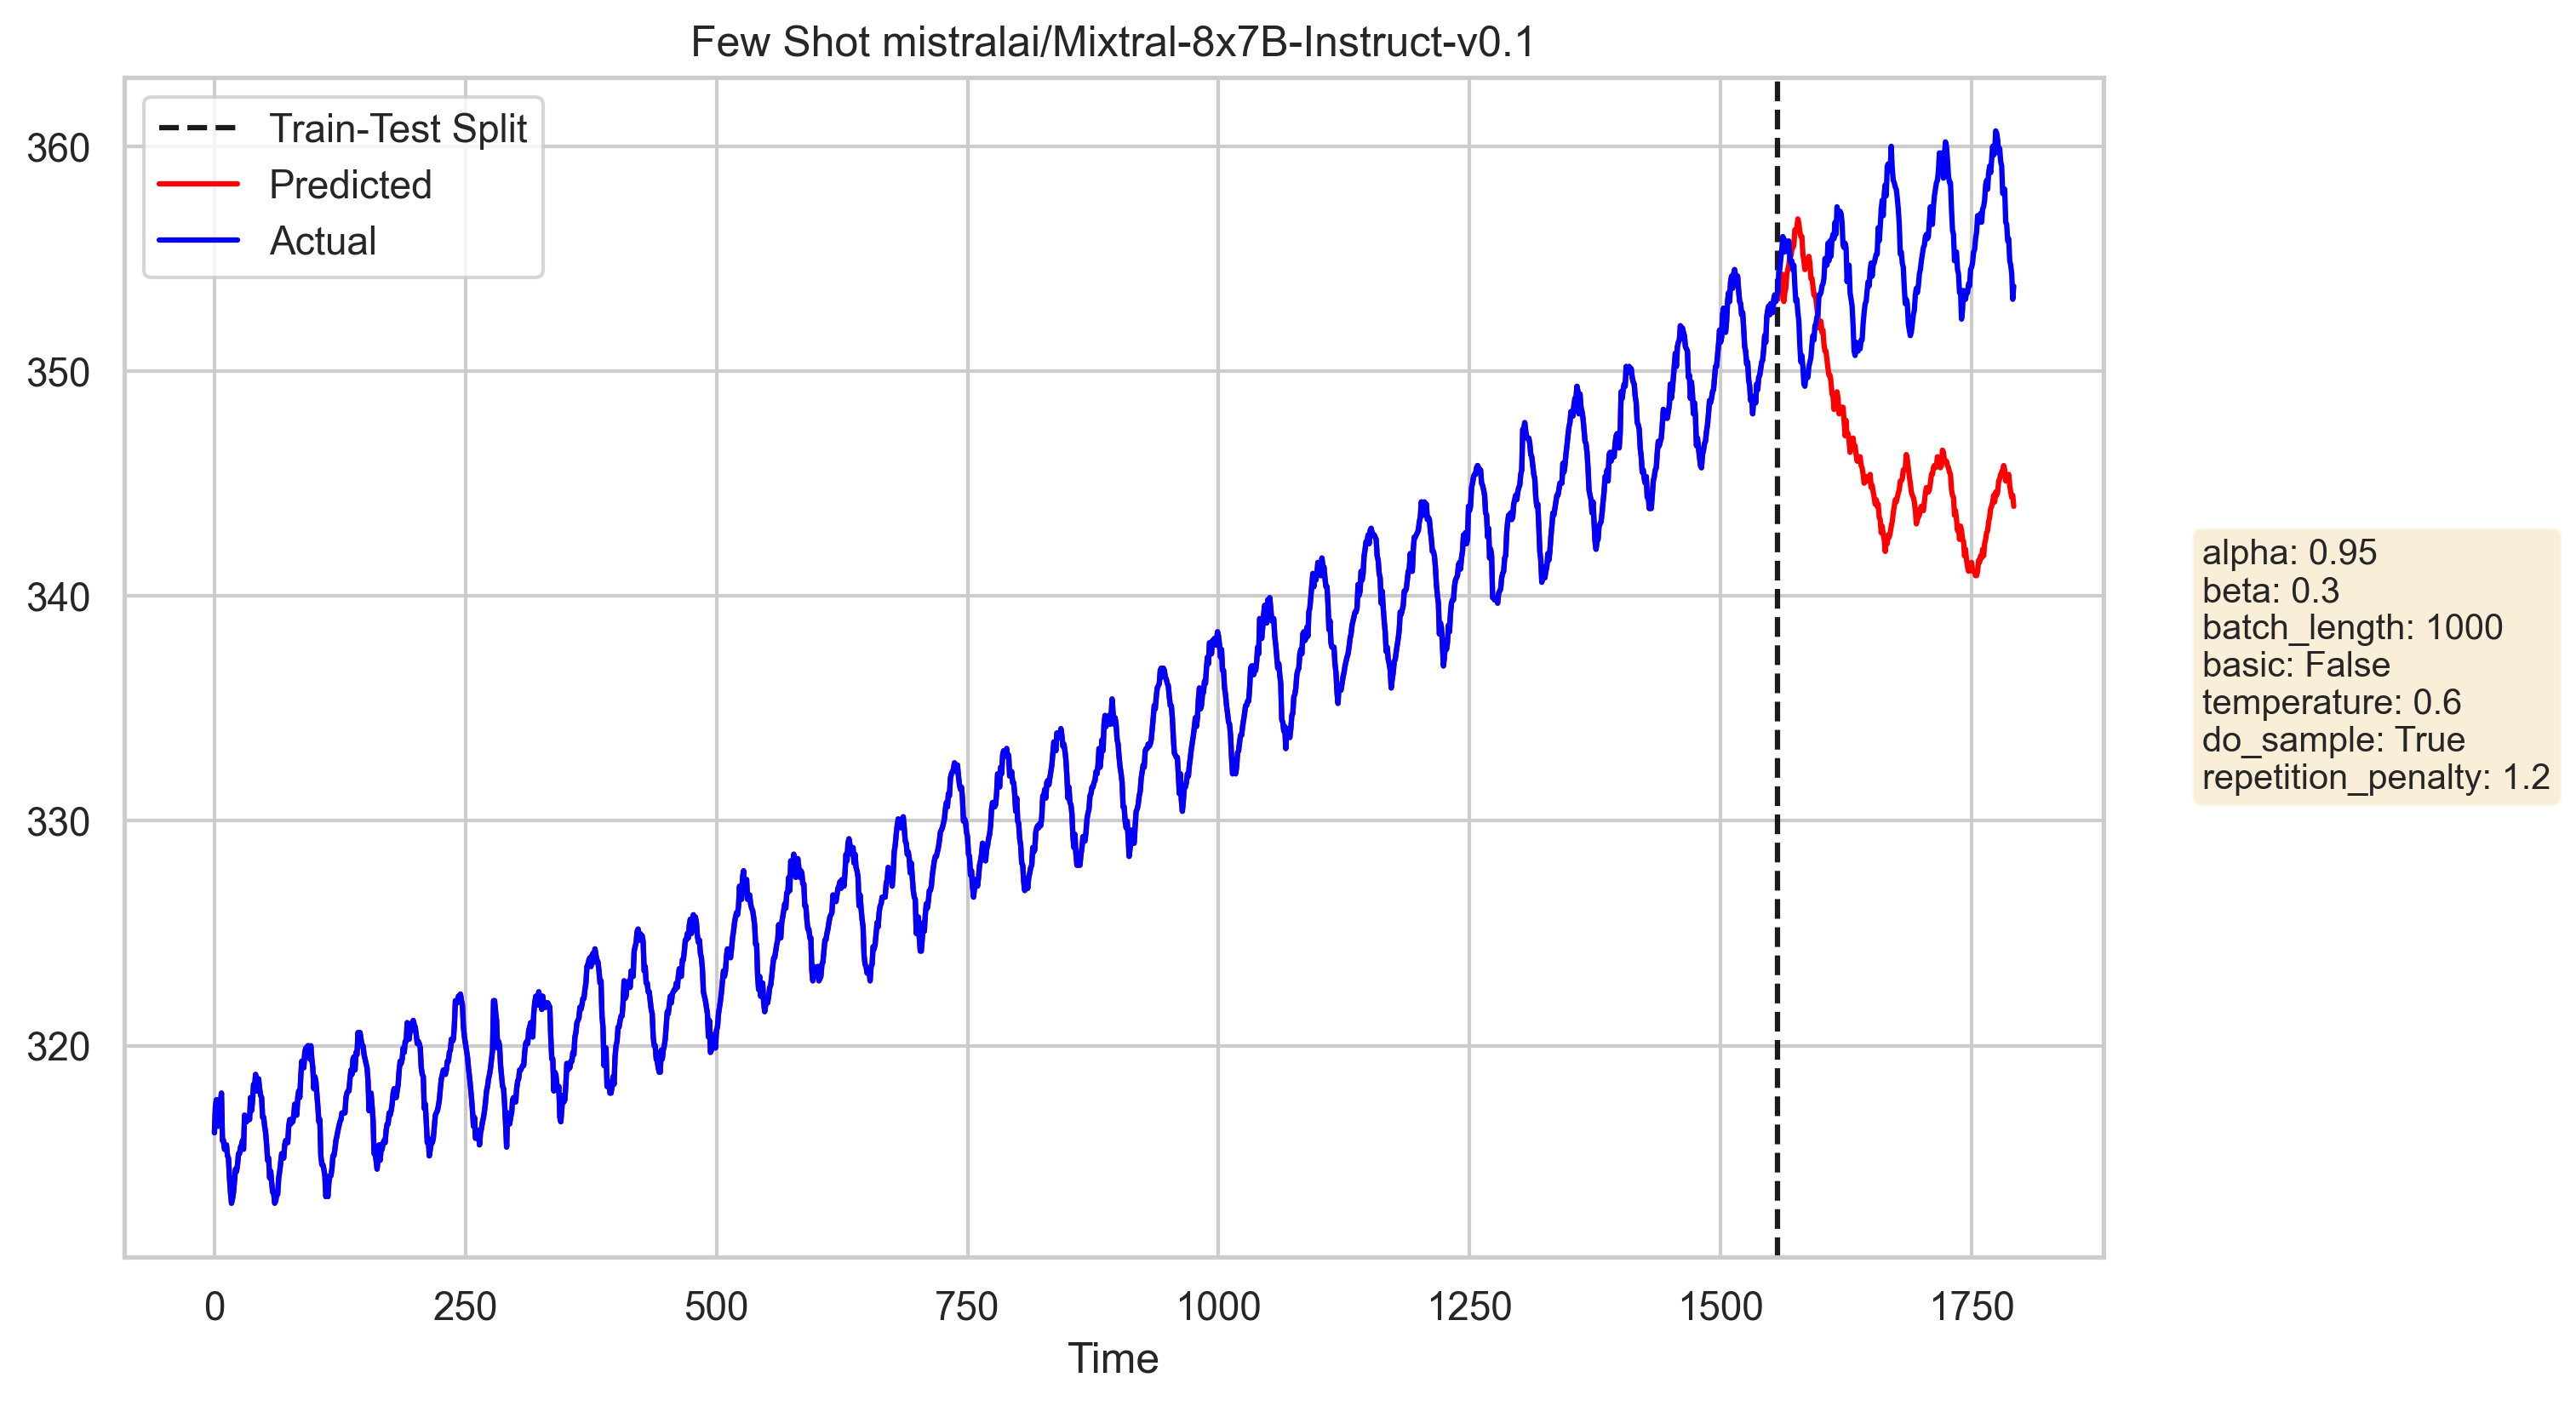 Few Shot mistralai/Mixtral-8x7B-Instruct-v0.1
Train-Test Split
Predicted
Actual
360
350
340
330
320
0 250 500 750 1000 1250 1500 1750
Time
alpha: 0.95
beta: 0.3
batch_length: 1000
basic: False
temperature: 0.6
do_sample: True
repetition_penalty: 1.2